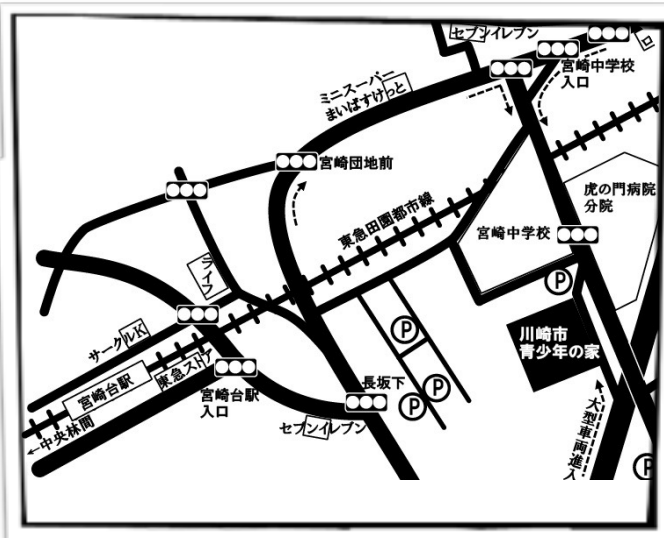 セブンイレブン
宮崎中学校
入口
ミニスーパー
まいばすけっと
宮崎団地前
虎の門病院
分院
東急田園都市線
宮崎中学校
ライフ
P
サークルK
川崎市
青少年の家
P
東急ストア
宮崎台駅
宮崎台駅
入口
長坂下
P
P
セブンイレブン
←中央林間
大型車両進入
P